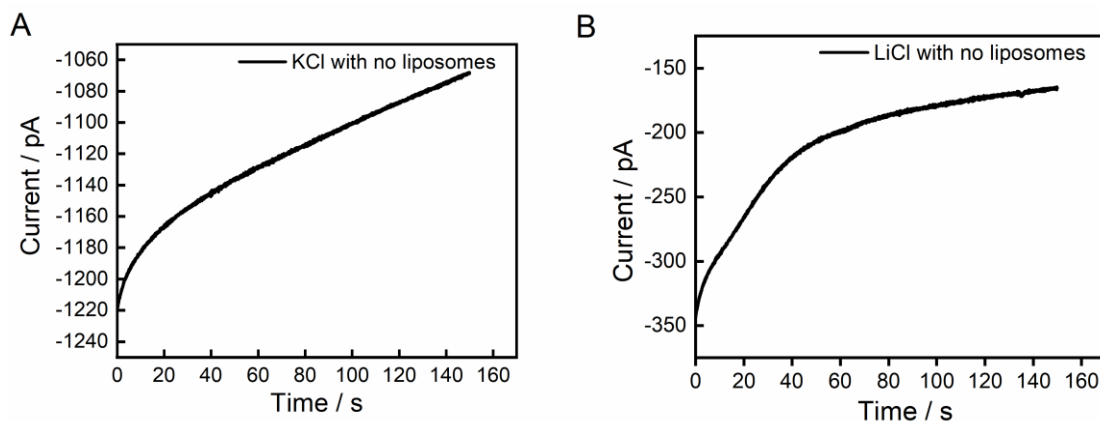 A
KCl with no liposomes
-1060
-1080
-1100
-1120
-1140
-1160
-1180
-1200
-1220
-1240
Current / pA
0 20 40 60 80 100 120 140 160
Time / s
B
LiCl with no liposomes
-150
-200
-250
-300
-350
Current / pA
0 20 40 60 80 100 120 140 160
Time / s